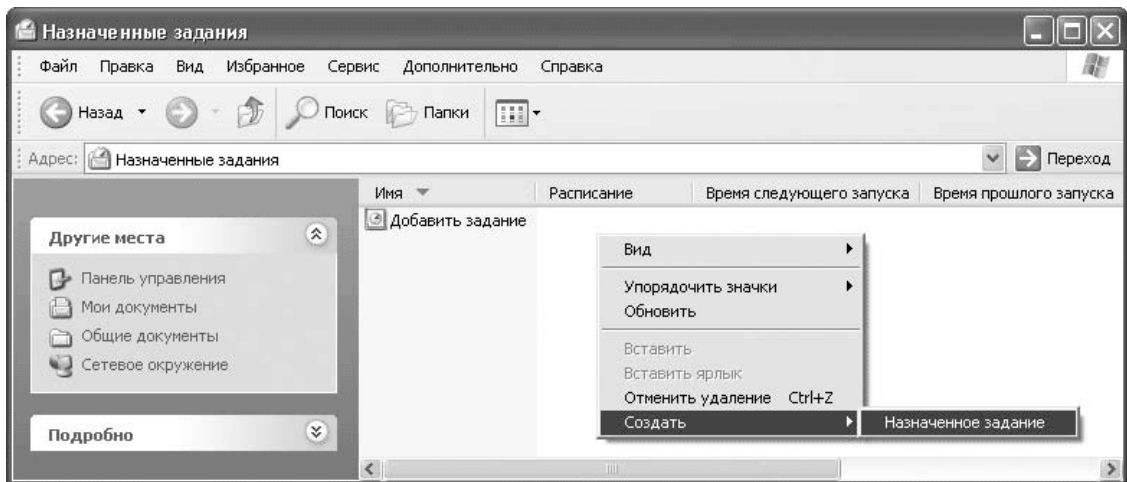 Назначенные задания
Файл Правка Вид Избранное Сервис Дополнительно Справка
Назад Поиск Папки
Адрес: Назначенные задания Переход
Имя Расписание Время следующего запуска Время прошлого запуска
Добавить задание
Другие места
Панель управления
Мои документы
Общие документы
Сетевое окружение
Подробно
Вид
Упорядочить значки
Обновить
Вставить
Вставить ярлык
Отменить удаление Ctrl+Z
Создать Назначенное задание